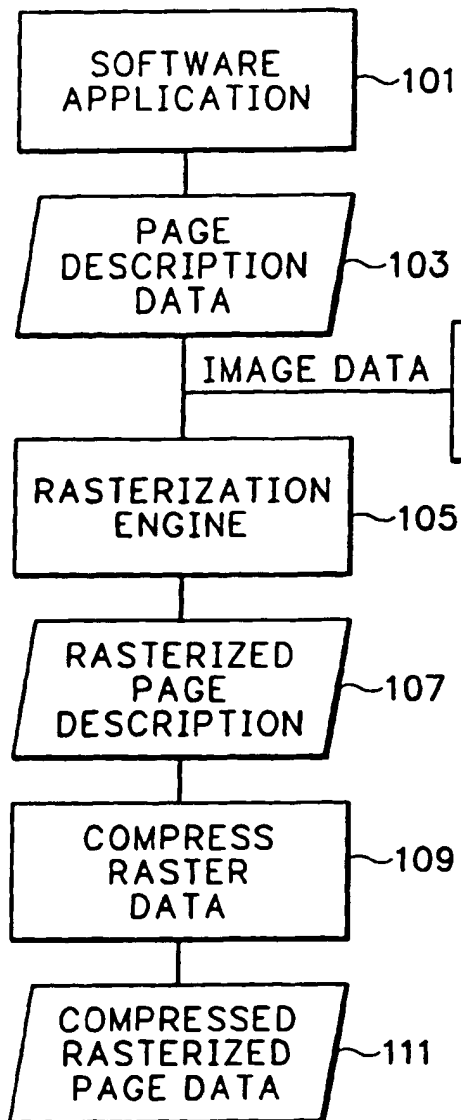 SOFTWARE
APPLICATION
101
PAGE
DESCRIPTION
DATA
103
IMAGE DATA
RASTERIZATION
ENGINE
105
RASTERIZED
PAGE
DESCRIPTION
107
COMPRESS
RASTER
DATA
109
COMPRESSED
RASTERIZED
PAGE DATA
111